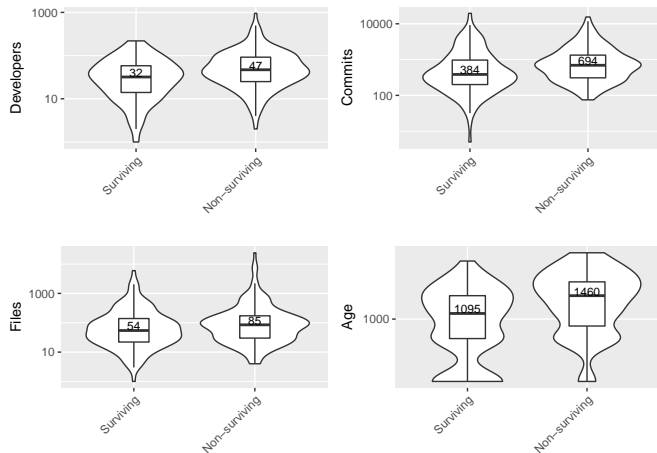 1000
10
Developers
32
47
Surviving
Non−surviving
10000
100
Commits
384
694
Surviving
Non−surviving
1000
10
Files
54
85
Surviving
Non−surviving
1000
Age
1095
1460
Surviving
Non−surviving